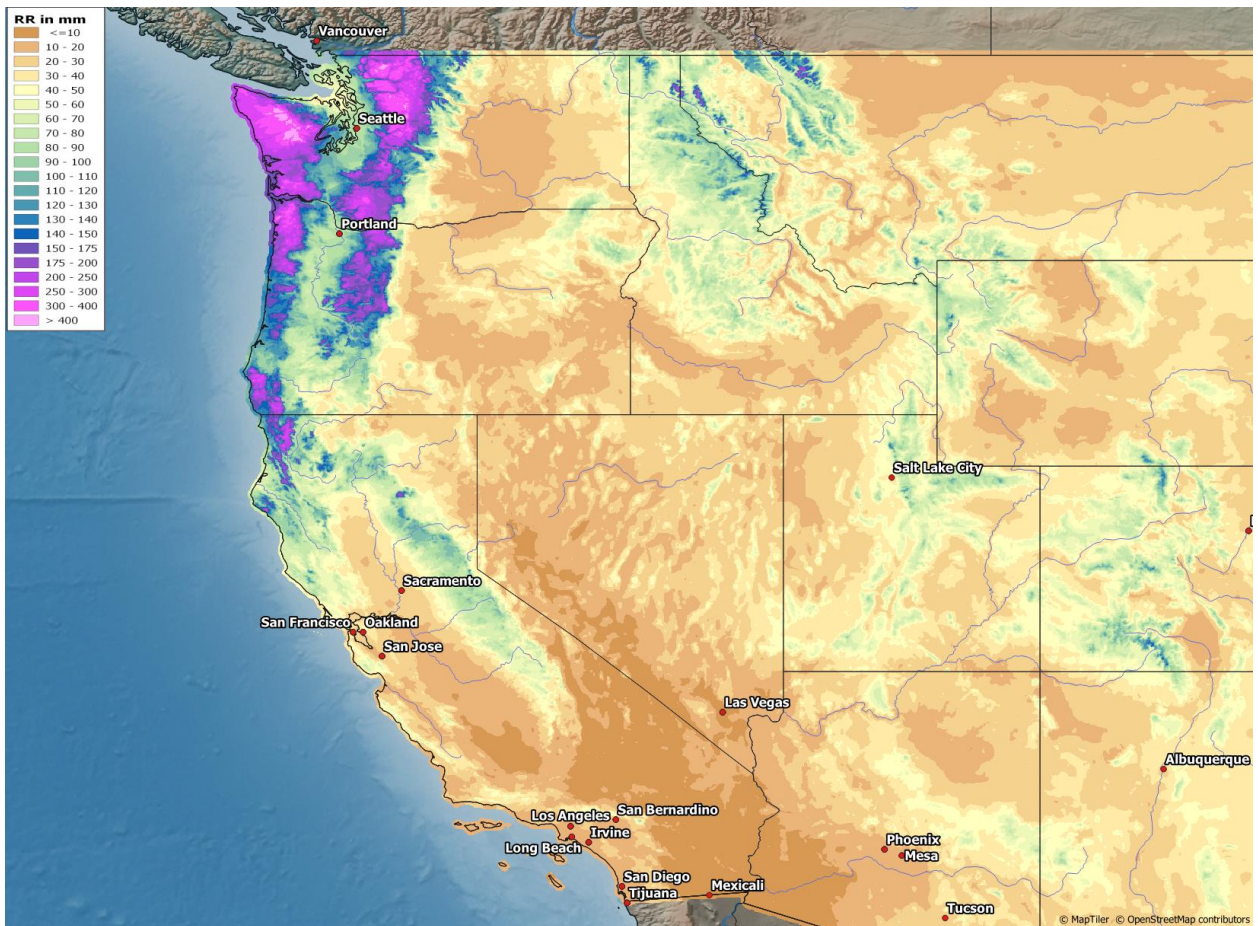 RR in mm
<=10
10 - 20
20 - 30
30 - 40
40 - 50
50 - 60
60 - 70
70 - 80
80 - 90
90 - 100
100 - 110
110 - 120
120 - 130
130 - 140
140 - 150
150 - 175
175 - 200
200 - 250
250 - 300
300 - 400
> 400
Vancouver
Seattle
Portland
Salt Lake City
Sacramento
San Francisco
Oakland
San Jose
Las Vegas
Albuquerque
Los Angeles
San Bernardino
Irvine
Long Beach
Phoenix
Mesa
San Diego
Tijuana
Mexicali
Tucson
© MapTiler © OpenStreetMap contributors